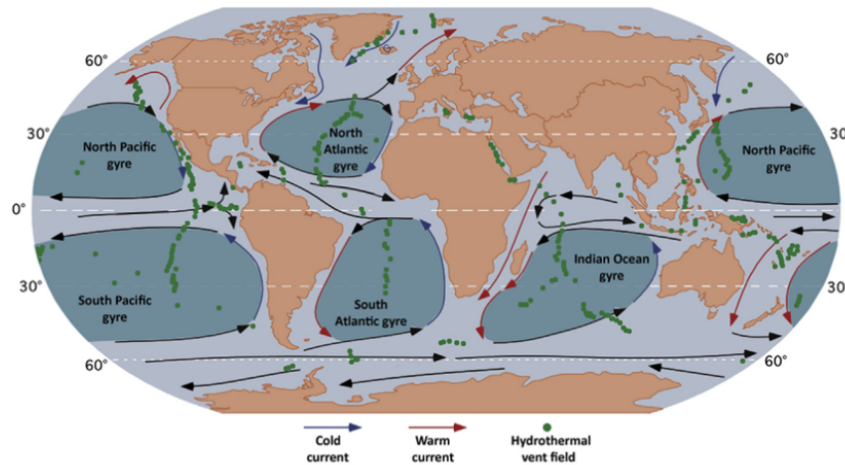 60°
60°
30°
30
North Pacific
gyre
North
Atlantic
gyre
North Pacific
gyre
0°
0°
Indian Ocean
gyre
30°
30
South Pacific
gyre
South
Atlantic gyre
60°
60°
Cold
current
Warm
current
Hydrothermal
vent field